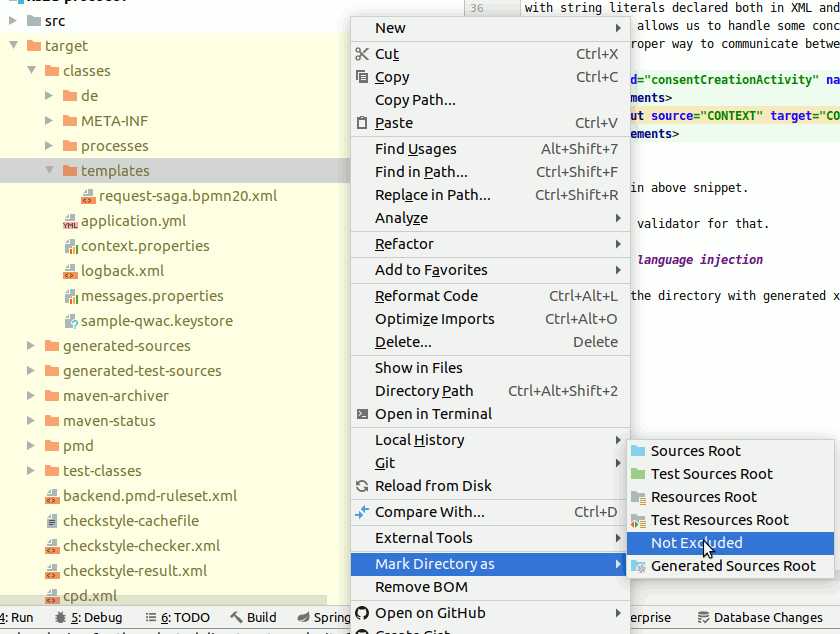 src
target
classes
de
META-INF
processes
templates
request-saga.bpmn20.xml
application.yml
context.properties
logback.xml
messages.properties
sample-qwac.keystore
generated-sources
generated-test-sources
maven-archiver
maven-status
pmd
test-classes
backend.pmd-ruleset.xml
checkstyle-cachefile
checkstyle-checker.xml
checkstyle-result.xml
cpd.xml
New
Cut Ctrl+X
Copy Ctrl+C
Copy Path...
Paste Ctrl+V
Find Usages Alt+Shift+7
Find in Path... Ctrl+Shift+F
Replace in Path... Ctrl+Shift+R
Analyze
Refactor
Add to Favorites
Reformat Code Ctrl+Alt+L
Optimize Imports Ctrl+Alt+O
Delete... Delete
Show in Files
Directory Path Ctrl+Alt+Shift+2
Open in Terminal
Local History
Git
Reload from Disk
Compare With... Ctrl+D
External Tools
Mark Directory as
Remove BOM
Open on GitHub
Sources Root
Test Sources Root
Resources Root
Test Resources Root
Not Excluded
Generated Sources Root
36 with string literals declared both in XML and
allows us to handle some conc
roper way to communicate betwe
d="consentCreationActivity" na
ments>
ut source="CONTEXT" target="CO
ements>
in above snippet.
validator for that.
language injection
the directory with generated x
4: Run 5: Debug 6: TODO Build Spring
erprise Database Changes